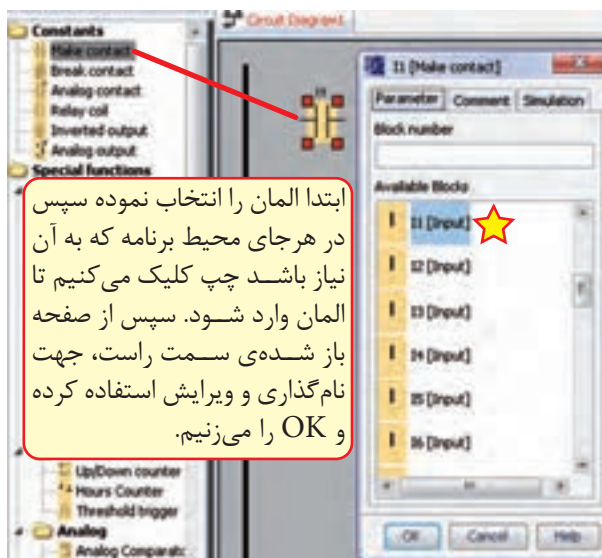 Constants
Make contact
Break contact
Analog contact
Relay coil
Inverted output
Analog output
Special functions
Circuit Diagram1
I1
ابتدا المان را انتخاب نموده سپس
در هرجای محیط برنامه که به آن
نیاز باشد چپ کلیک می‌کنیم تا
المان وارد شود. سپس از صفحه
باز شده‌ی سمت راست، جهت
نام‌گذاری و ویرایش استفاده کرده
و OK را می‌زنیم.
Up/Down counter
Hours Counter
Threshold trigger
Analog
Analog Comparatc
I1 [Make contact]
Parameter Comment Simulation
Block number
Available Blocks
I1 [Input]
I2 [Input]
I3 [Input]
I4 [Input]
I5 [Input]
I6 [Input]
OK Cancel Help